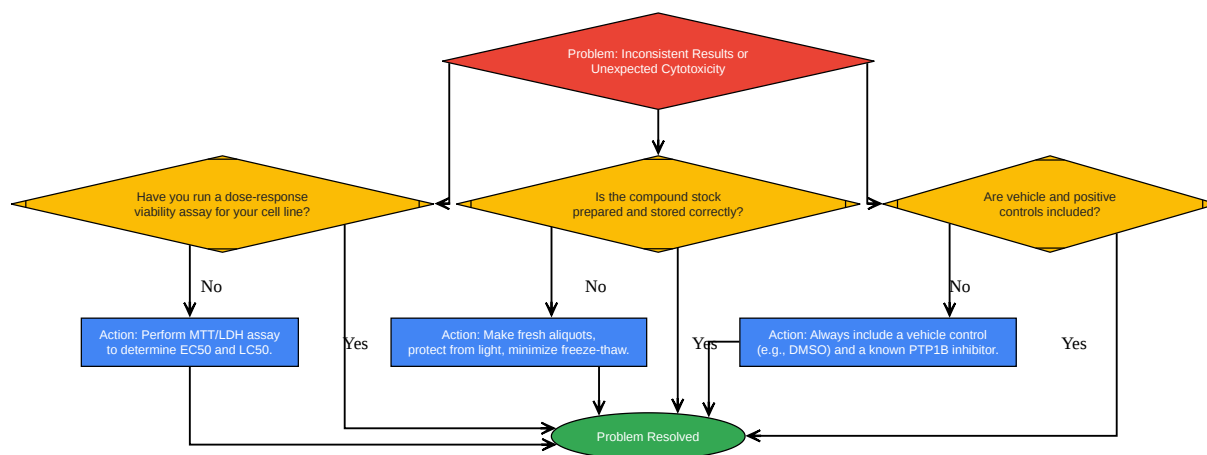 Problem: Inconsistent Results or
Unexpected Cytotoxicity
Have you run a dose-response
viability assay for your cell line?
Is the compound stock
prepared and stored correctly?
Are vehicle and positive
controls included?
No
No
No
Action: Perform MTT/LDH assay
to determine EC50 and LC50.
Yes
Action: Make fresh aliquots,
protect from light, minimize freeze-thaw.
Yes
Action: Always include a vehicle control
(e.g., DMSO) and a known PTP1B inhibitor.
Yes
Problem Resolved